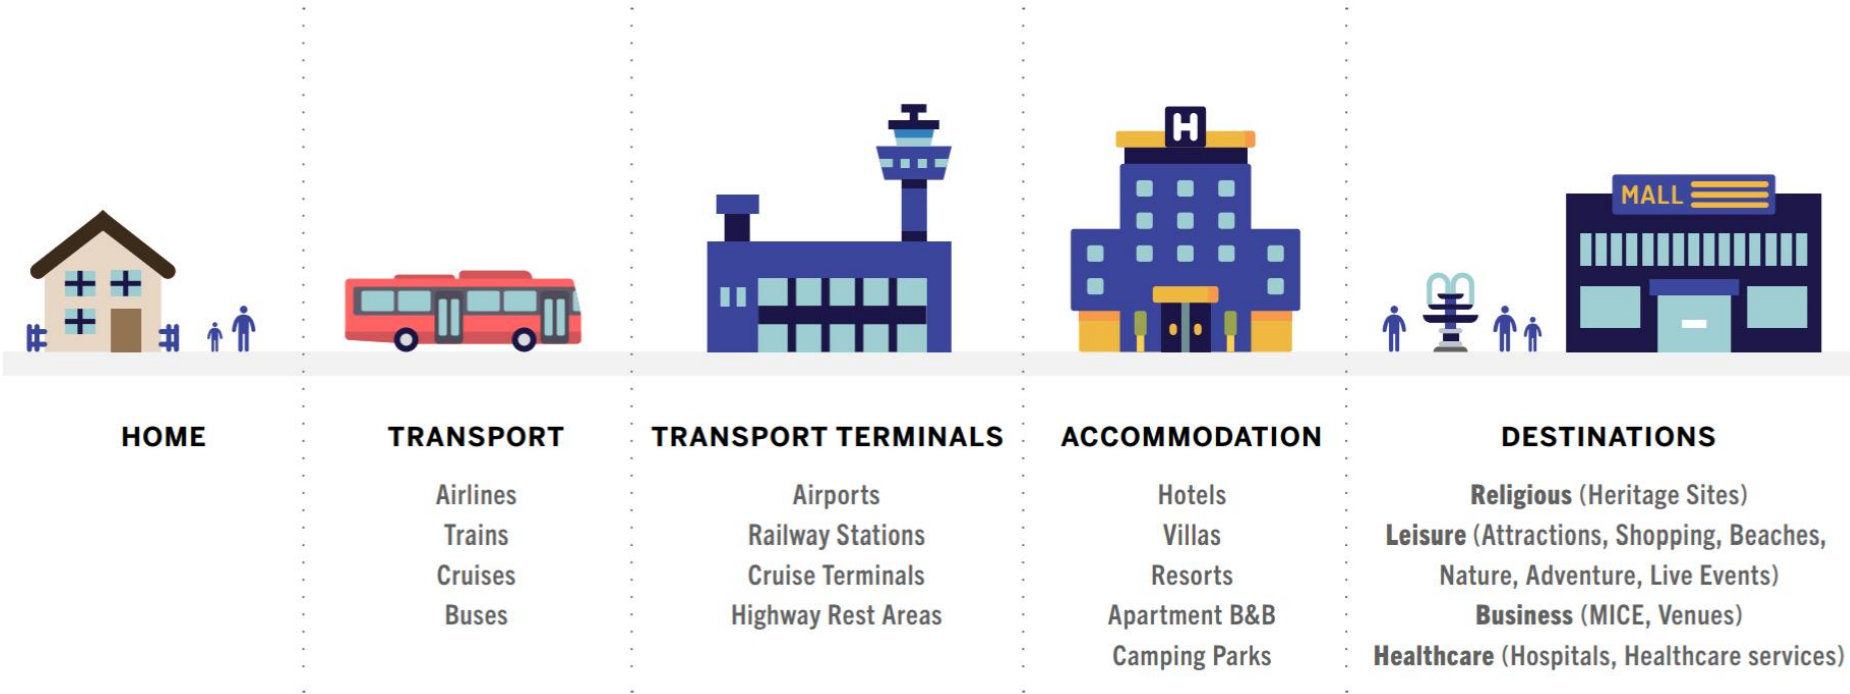 H
MALL
HOME
TRANSPORT
Airlines
Trains
Cruises
Buses
TRANSPORT TERMINALS
Airports
Railway Stations
Cruise Terminals
Highway Rest Areas
ACCOMMODATION
Hotels
Villas
Resorts
Apartment B&B
Camping Parks
DESTINATIONS
Religious (Heritage Sites)
Leisure (Attractions, Shopping, Beaches,
Nature, Adventure, Live Events)
Business (MICE, Venues)
Healthcare (Hospitals, Healthcare services)